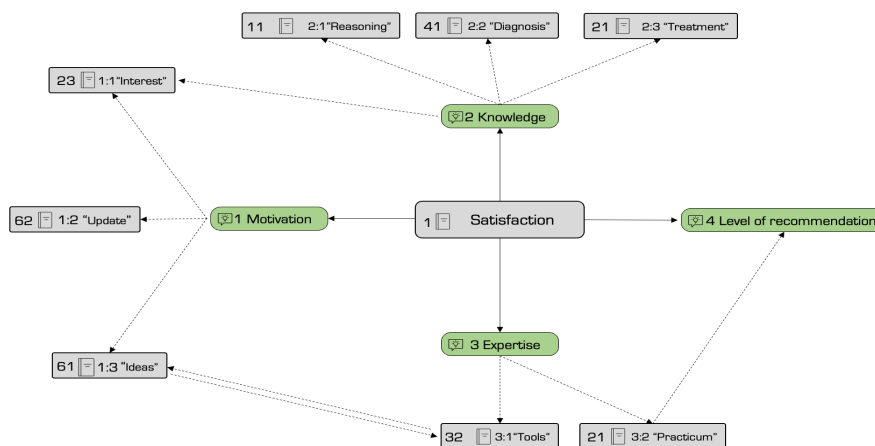 11 2:1“Reasoning”
41 2:2 “Diagnosis”
21 2:3 “Treatment”
23 1:1“Interest”
2 Knowledge
62 1:2 “Update”
1 Motivation
1 Satisfaction
4 Level of recommendation
3 Expertise
61 1:3 “Ideas”
32 3:1“Tools”
21 3:2 “Practicum”